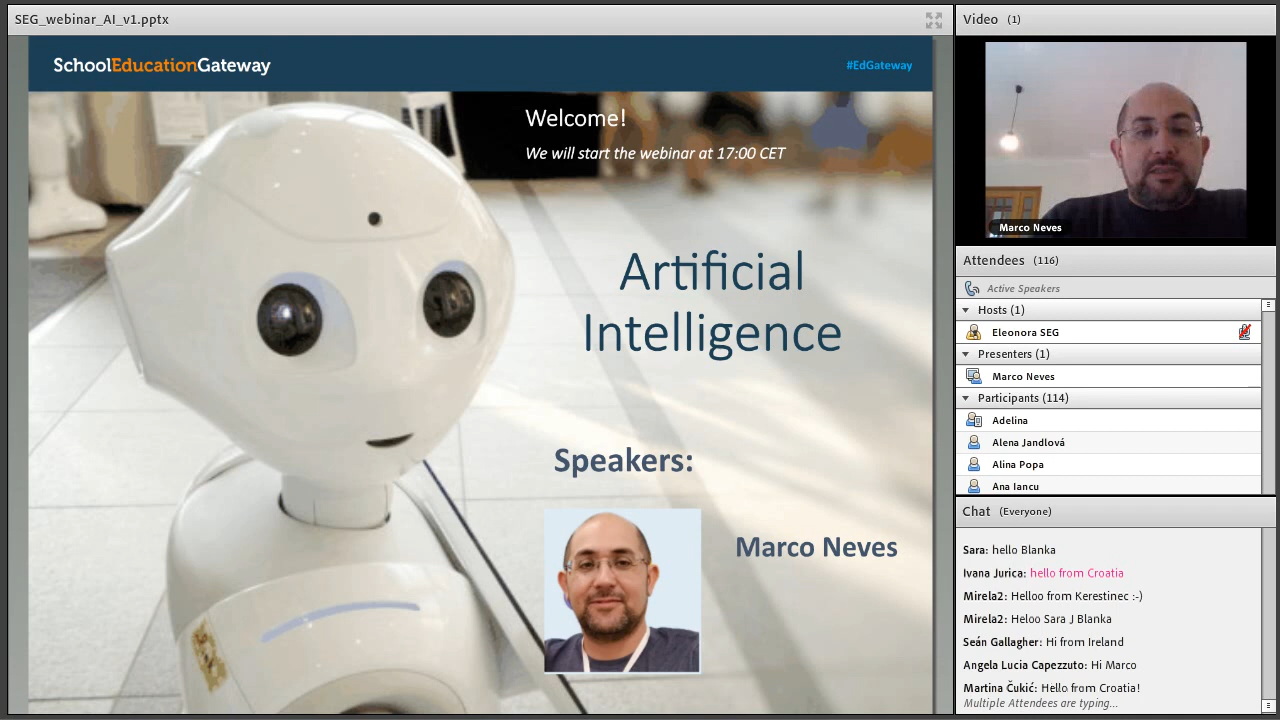 SEG_webinar_AI_v1.pptx
SchoolEducationGateway
#EdGateway
Welcome!
We will start the webinar at 17:00 CET
Artificial
Intelligence
Speakers:
Marco Neves
Video (1)
Marco Neves
Attendees (116)
Active Speakers
Hosts (1)
Eleonora SEG
Presenters (1)
Marco Neves
Participants (114)
Adelina
Alena Jandlová
Alina Popa
Ana Iancu
Chat (Everyone)
Sara: hello Blanka
Ivana Jurica: hello from Croatia
Mirela2: Helloo from Kerestinec :-)
Mirela2: Heloo Sara J Blanka
Seán Gallagher: Hi from Ireland
Angela Lucia Capezzuto: Hi Marco
Martina Čukić: Hello from Croatia!
Multiple Attendees are typing...